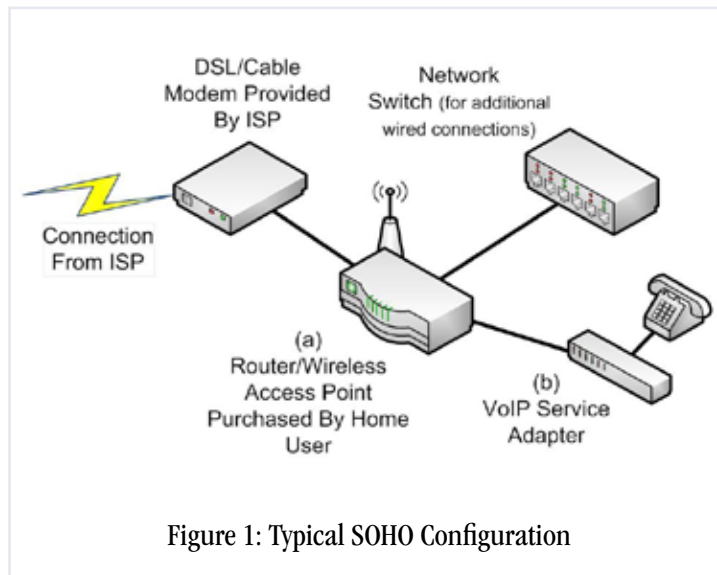 DSL/Cable
Modem Provided
By ISP
Network
Switch (for additional
wired connections)
Connection
From ISP
(a)
Router/Wireless
Access Point
Purchased By Home
User
(b)
VoIP Service
Adapter
Figure 1: Typical SOHO Configuration